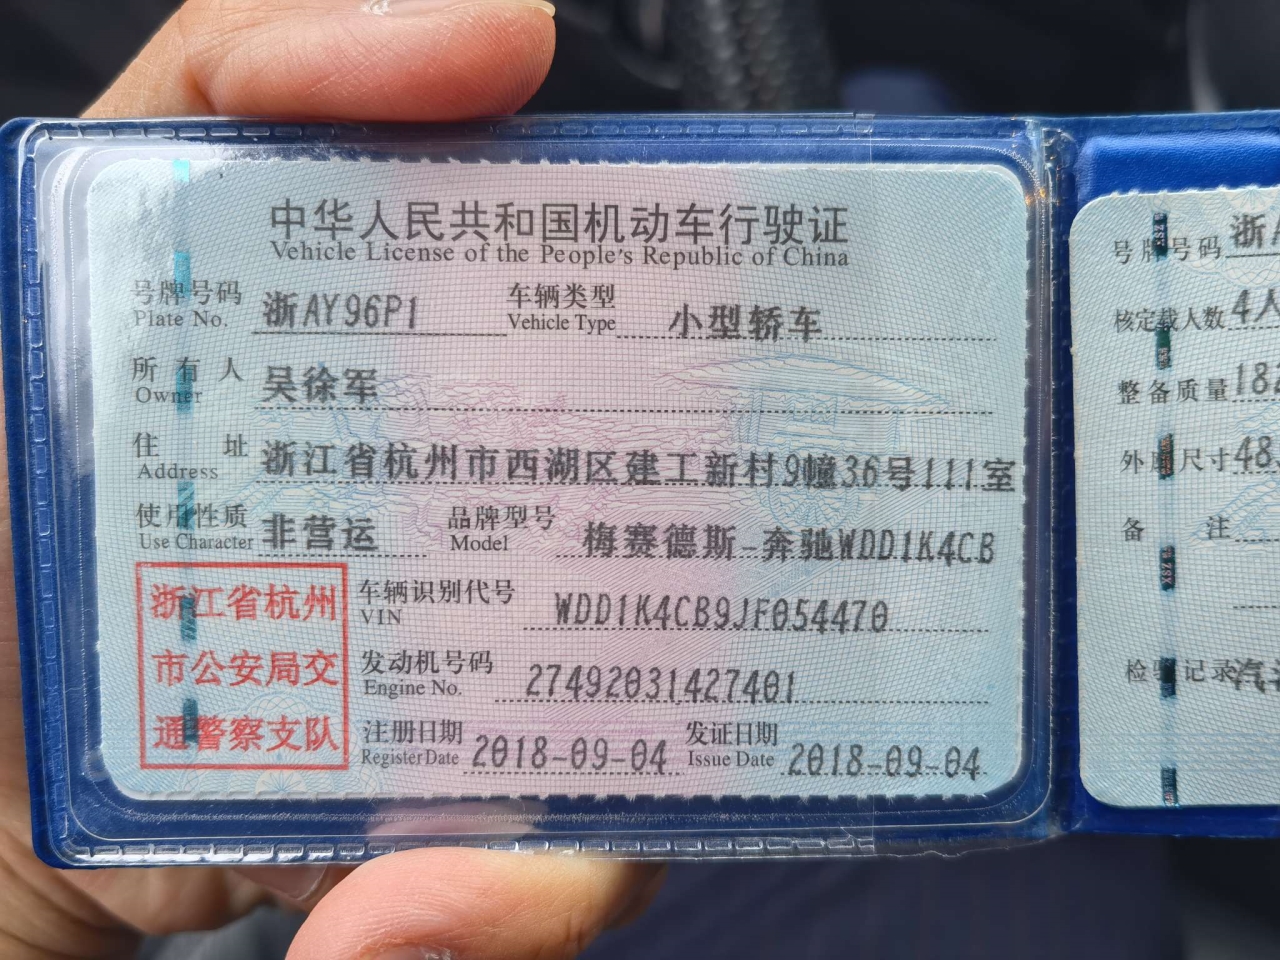 中华人民共和国机动车行驶证
Vehicle License of the People's Republic of China
号牌号码 浙AY96P1 车辆类型 小型轿车
Plate No. Vehicle Type
所有人 吴徐军
Owner
住址 浙江省杭州市西湖区建工新村9幢36号111室
Address
使用性质 非营运 品牌型号 梅赛德斯-奔驰WDD1K4CB
Use Character Model
浙江省杭州
市公安局交
通警察支队
车辆识别代号 WDD1K4CB9JF054470
VIN
发动机号码 27492031427401
Engine No.
注册日期 2018-09-04 发证日期 2018-09-04
Register Date Issue Date
号牌号码 浙A
核定载人数 4人
整备质量 182
外廓尺寸 48
备注
检验记录